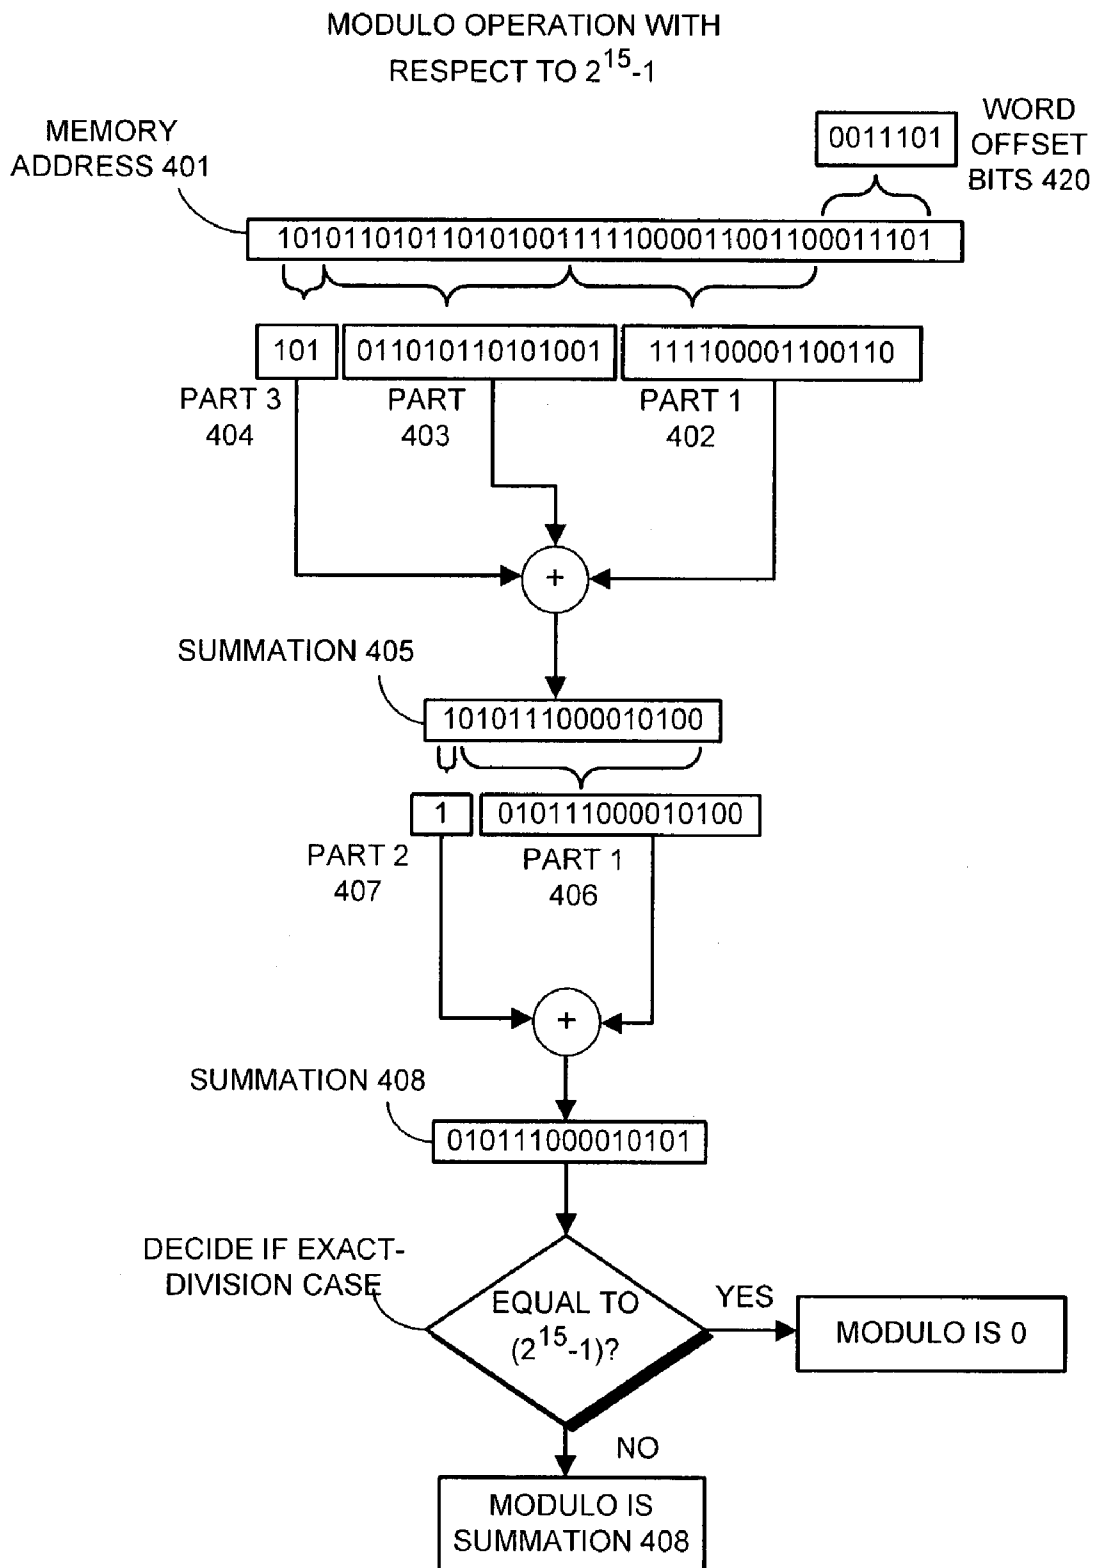 MODULO OPERATION WITH
RESPECT TO 2^15-1
MEMORY
ADDRESS 401
0011101
WORD
OFFSET
BITS 420
1010110101101010011111000011001100011101
101
011010110101001
111100001100110
PART 3
404
PART
403
PART 1
402
+
SUMMATION 405
1010111000010100
1
010111000010100
PART 2
407
PART 1
406
+
SUMMATION 408
010111000010101
DECIDE IF EXACT-
DIVISION CASE
EQUAL TO
(2^15-1)?
YES
MODULO IS 0
NO
MODULO IS
SUMMATION 408